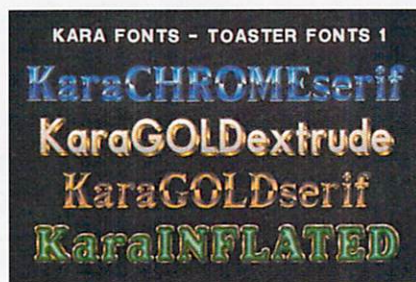 KARA FONTS - TOASTER FONTS 1
KaraCHROMEserif
KaraGOLDextrude
KaraGOLDserif
KaraINFLATED